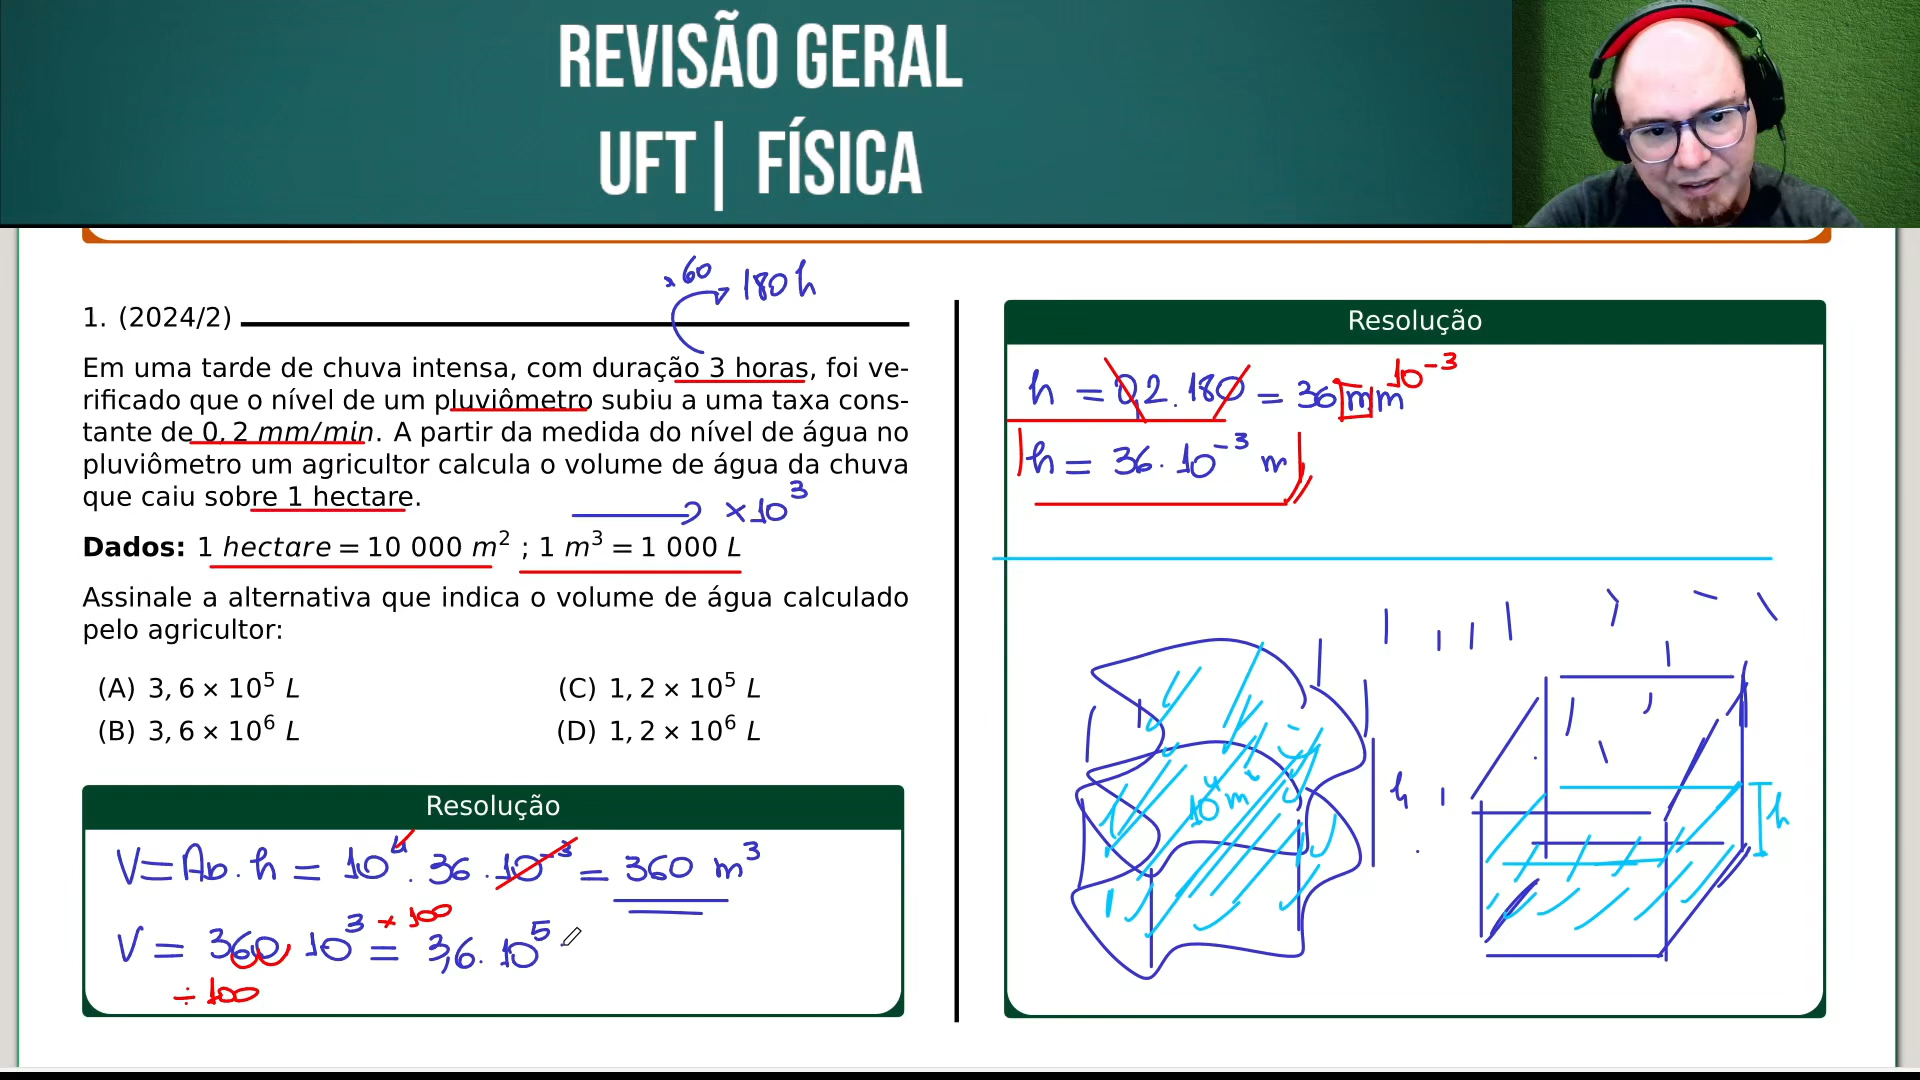 REVISÃO GERAL
UFT | FÍSICA
×60
180 h
1. (2024/2)
Em uma tarde de chuva intensa, com duração 3 horas, foi ve-
rificado que o nível de um pluviômetro subiu a uma taxa cons-
tante de 0, 2 mm/min. A partir da medida do nível de água no
pluviômetro um agricultor calcula o volume de água da chuva
que caiu sobre 1 hectare.
×10³
Dados: 1 hectare = 10 000 m² ; 1 m³ = 1 000 L
Assinale a alternativa que indica o volume de água calculado
pelo agricultor:
(A) 3, 6 × 10⁵ L
(B) 3, 6 × 10⁶ L
(C) 1, 2 × 10⁵ L
(D) 1, 2 × 10⁶ L
Resolução
V = Ab . h = 10⁴ . 36 . 10⁻³ = 360 m³
V = 360 10³ = 3,6 . 10⁵
× 100
÷ 100
Resolução
h = 0,2 . 180 = 36 mm
10⁻³
h = 36 . 10⁻³ m
10⁴ m
h
h